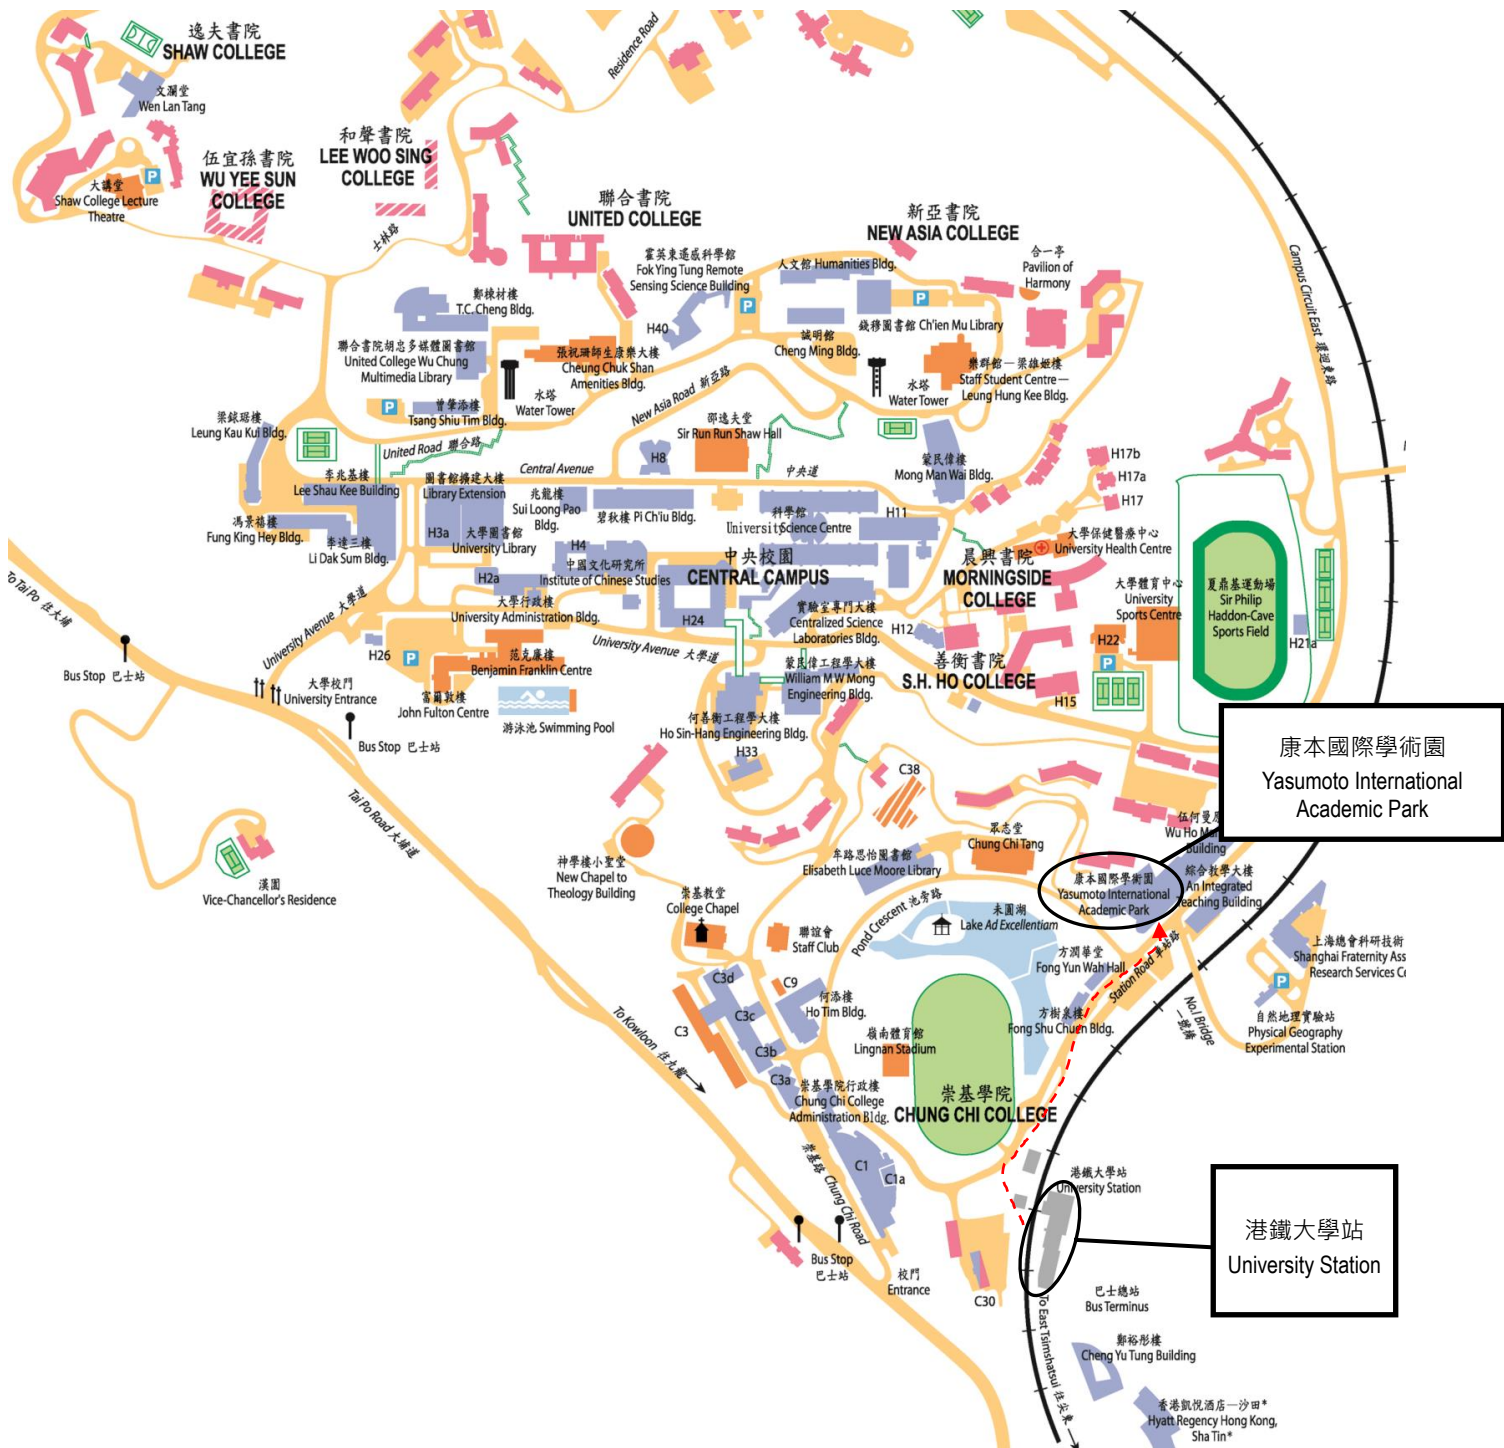 逸夫書院
SHAW COLLEGE
文瀾堂
Wen Lan Tang
Residence Road
和聲書院
LEE WOO SING
COLLEGE
伍宜孫書院
WU YEE SUN
COLLEGE
大講堂
Shaw College Lecture
Theatre
P
士林路
聯合書院
UNITED COLLEGE
新亞書院
NEW ASIA COLLEGE
霍英東遙感科學館
Fok Ying Tung Remote
Sensing Science Building
人文館 Humanities Bldg.
合一亭
Pavilion of
Harmony
Campus Circuit East 環迴東路
鄭棟材樓
T.C. Cheng Bldg.
P
P
H40
錢穆圖書館 Ch'ien Mu Library
誠明館
Cheng Ming Bldg.
聯合書院胡忠多媒體圖書館
United College Wu Chung
Multimedia Library
張祝珊師生康樂大樓
Cheung Chuk Shan
Amenities Bldg.
水塔
Water Tower
水塔
Water Tower
樂群館—梁雄姬樓
Staff Student Centre—
Leung Hung Kee Bldg.
New Asia Road 新亞路
P
曾肇添樓
Tsang Shiu Tim Bldg.
梁銶琚樓
Leung Kau Kui Bldg.
United Road 聯合路
邵逸夫堂
Sir Run Run Shaw Hall
H8
Central Avenue
中央道
蒙民偉樓
Mong Man Wai Bldg.
H17b
H17a
H17
李兆基樓
Lee Shau Kee Building
圖書館擴建大樓
Library Extension
兆龍樓
Sui Loong Pao
Bldg.
碧秋樓 Pi Ch'iu Bldg.
科學館
University Science Centre
H11
馮景禧樓
Fung King Hey Bldg.
李達三樓
Li Dak Sum Bldg.
H3a
大學圖書館
University Library
H4
中國文化研究所
Institute of Chinese Studies
中央校園
CENTRAL CAMPUS
大學保健醫療中心
University Health Centre
晨興書院
MORNINGSIDE
COLLEGE
大學體育中心
University
Sports Centre
夏鼎基運動場
Sir Philip
Haddon-Cave
Sports Field
H21a
H2a
大學行政樓
University Administration Bldg.
H24
實驗室專門大樓
Centralized Science
Laboratories Bldg.
H12
H22
P
To Tai Po 往大埔
University Avenue 大學道
University Avenue 大學道
H26
P
范克廉樓
Benjamin Franklin Centre
蒙民偉工程學大樓
William M W Mong
Engineering Bldg.
善衡書院
S.H. HO COLLEGE
H15
Bus Stop 巴士站
大學校門
University Entrance
富爾敦樓
John Fulton Centre
游泳池 Swimming Pool
何善衡工程學大樓
Ho Sin-Hang Engineering Bldg.
H33
Bus Stop 巴士站
康本國際學術園
Yasumoto International
Academic Park
C38
Tai Po Road 大埔道
伍何曼原
Wu Ho Man
Building
眾志堂
Chung Chi Tang
牟路思怡圖書館
Elisabeth Luce Moore Library
神學樓小聖堂
New Chapel to
Theology Building
漢園
Vice-Chancellor's Residence
康本國際學術園
Yasumoto International
Academic Park
綜合教學大樓
An Integrated
Teaching Building
崇基教堂
College Chapel
聯誼會
Staff Club
Pond Crescent 池旁路
未圓湖
Lake Ad Excellentiam
方潤華堂
Fong Yun Wah Hall
Station Road 車站路
上海總會科研技術
Shanghai Fraternity Ass
Research Services Ce
P
C3d
C9
何添樓
Ho Tim Bldg.
C3c
C3
C3b
C3a
方樹泉樓
Fong Shu Chuen Bldg.
No.1 Bridge
一號橋
自然地理實驗站
Physical Geography
Experimental Station
嶺南體育館
Lingnan Stadium
To Kowloon 往九龍
崇基學院行政樓
Chung Chi College
Administration Bldg.
崇基學院
CHUNG CHI COLLEGE
崇基路 Chung Chi Road
C1
C1a
港鐵大學站
University Station
港鐵大學站
University Station
Bus Stop
巴士站
校門
Entrance
C30
巴士總站
Bus Terminus
To East Tsimshatsui 往尖東
鄭裕彤樓
Cheng Yu Tung Building
香港凱悅酒店—沙田*
Hyatt Regency Hong Kong,
Sha Tin*